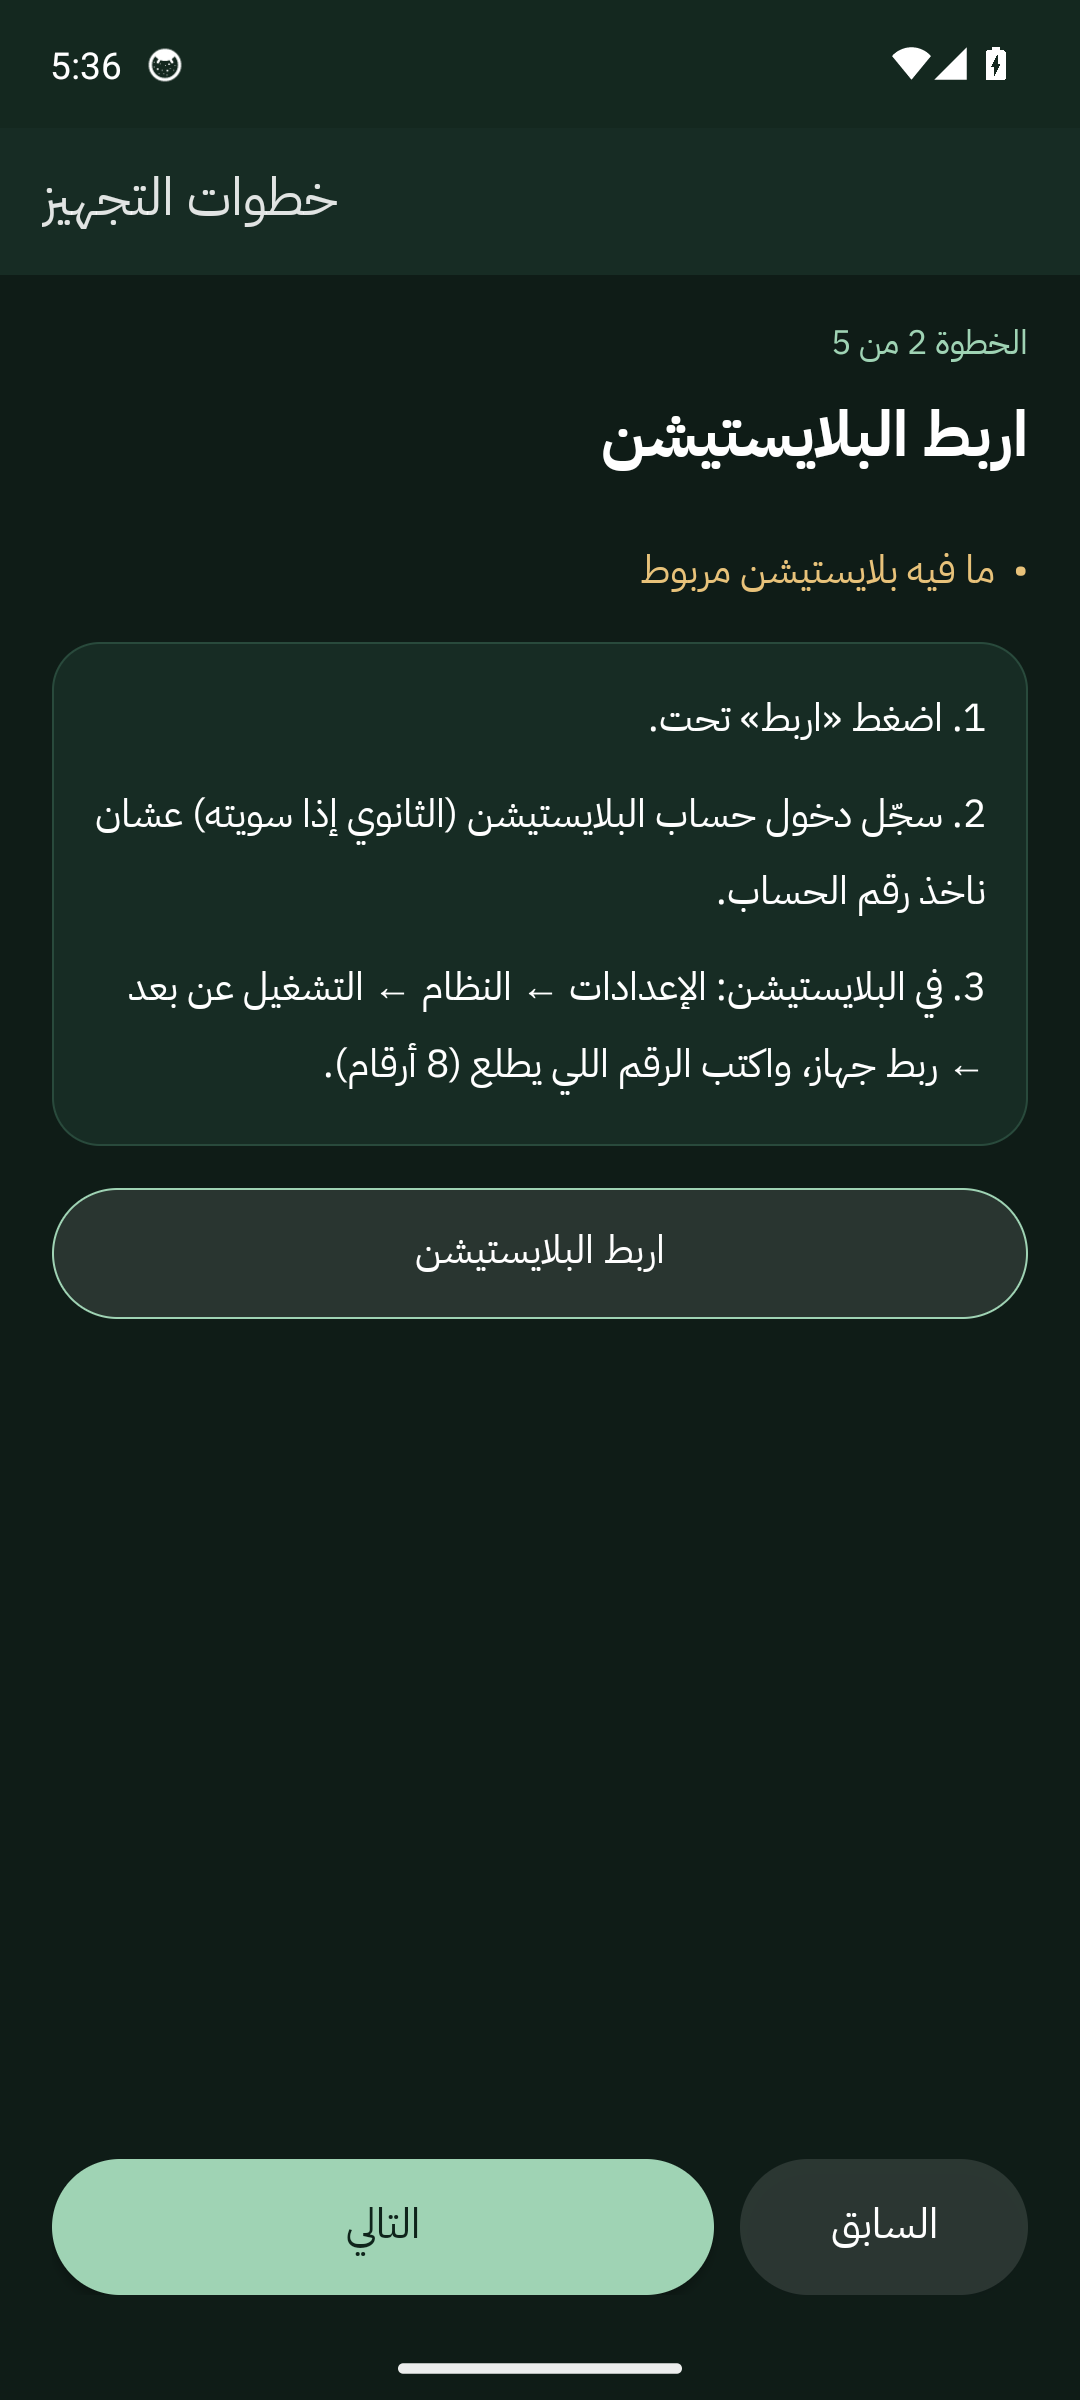 5:36
خطوات التجهيز
الخطوة 2 من 5
اربط البلايستيشن
• ما فيه بلايستيشن مربوط
1. اضغط «اربط» تحت.
2. سجّل دخول حساب البلايستيشن (الثانوي إذا سويته) عشان
ناخذ رقم الحساب.
3. في البلايستيشن: الإعدادات ← النظام ← التشغيل عن بعد
← ربط جهاز، واكتب الرقم اللي يطلع (8 أرقام).
اربط البلايستيشن
السابق
التالي